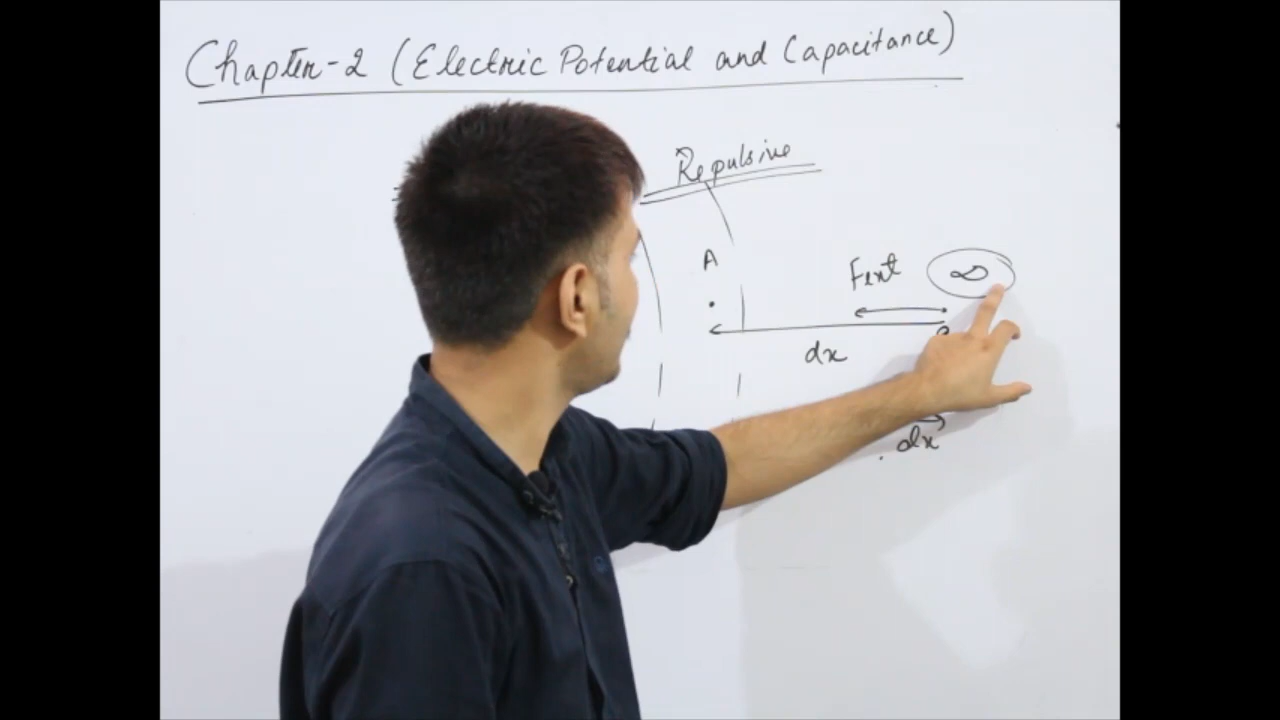 Chapter-2 (Electric Potential and Capacitance)
Repulsive
A
Fext ∞
dx
dx